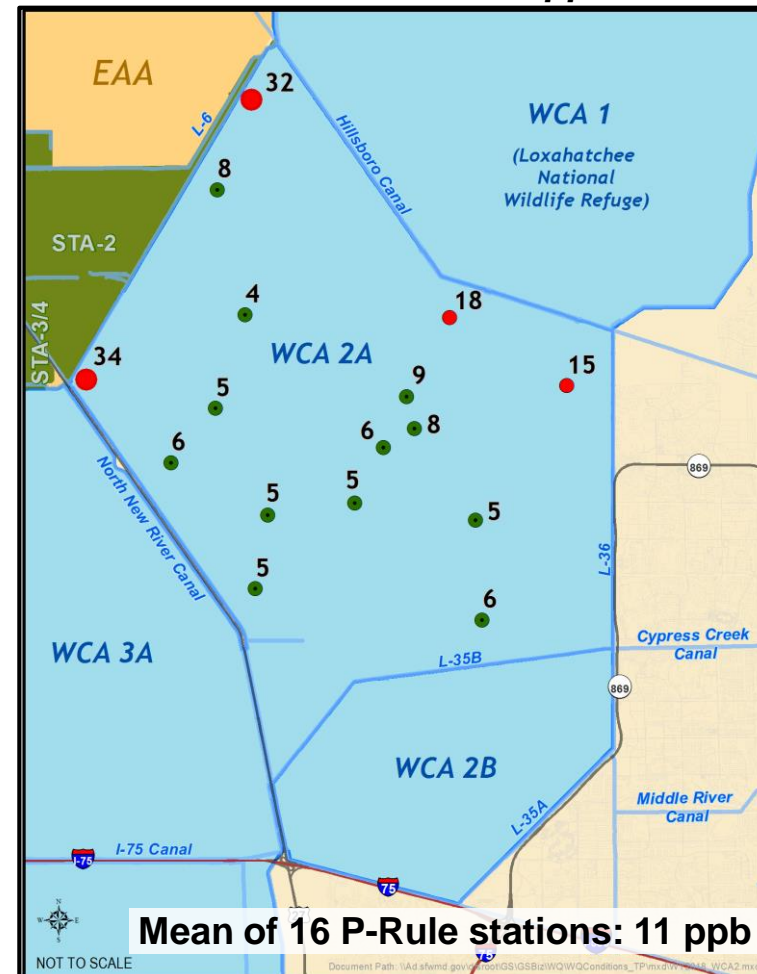 EAA
32
L-6
WCA 1
(Loxahatchee
National
Wildlife Refuge)
Hillsboro Canal
8
STA-2
4
18
STA-3/4
34
WCA 2A
15
5
9
8
6
6
869
5
5
5
North New River Canal
L-36
5
6
WCA 3A
Cypress Creek
Canal
L-35B
869
WCA 2B
Middle River
Canal
L-35A
I-75 Canal
I-75
75
W
E
S
27
Mean of 16 P-Rule stations: 11 ppb
75
NOT TO SCALE